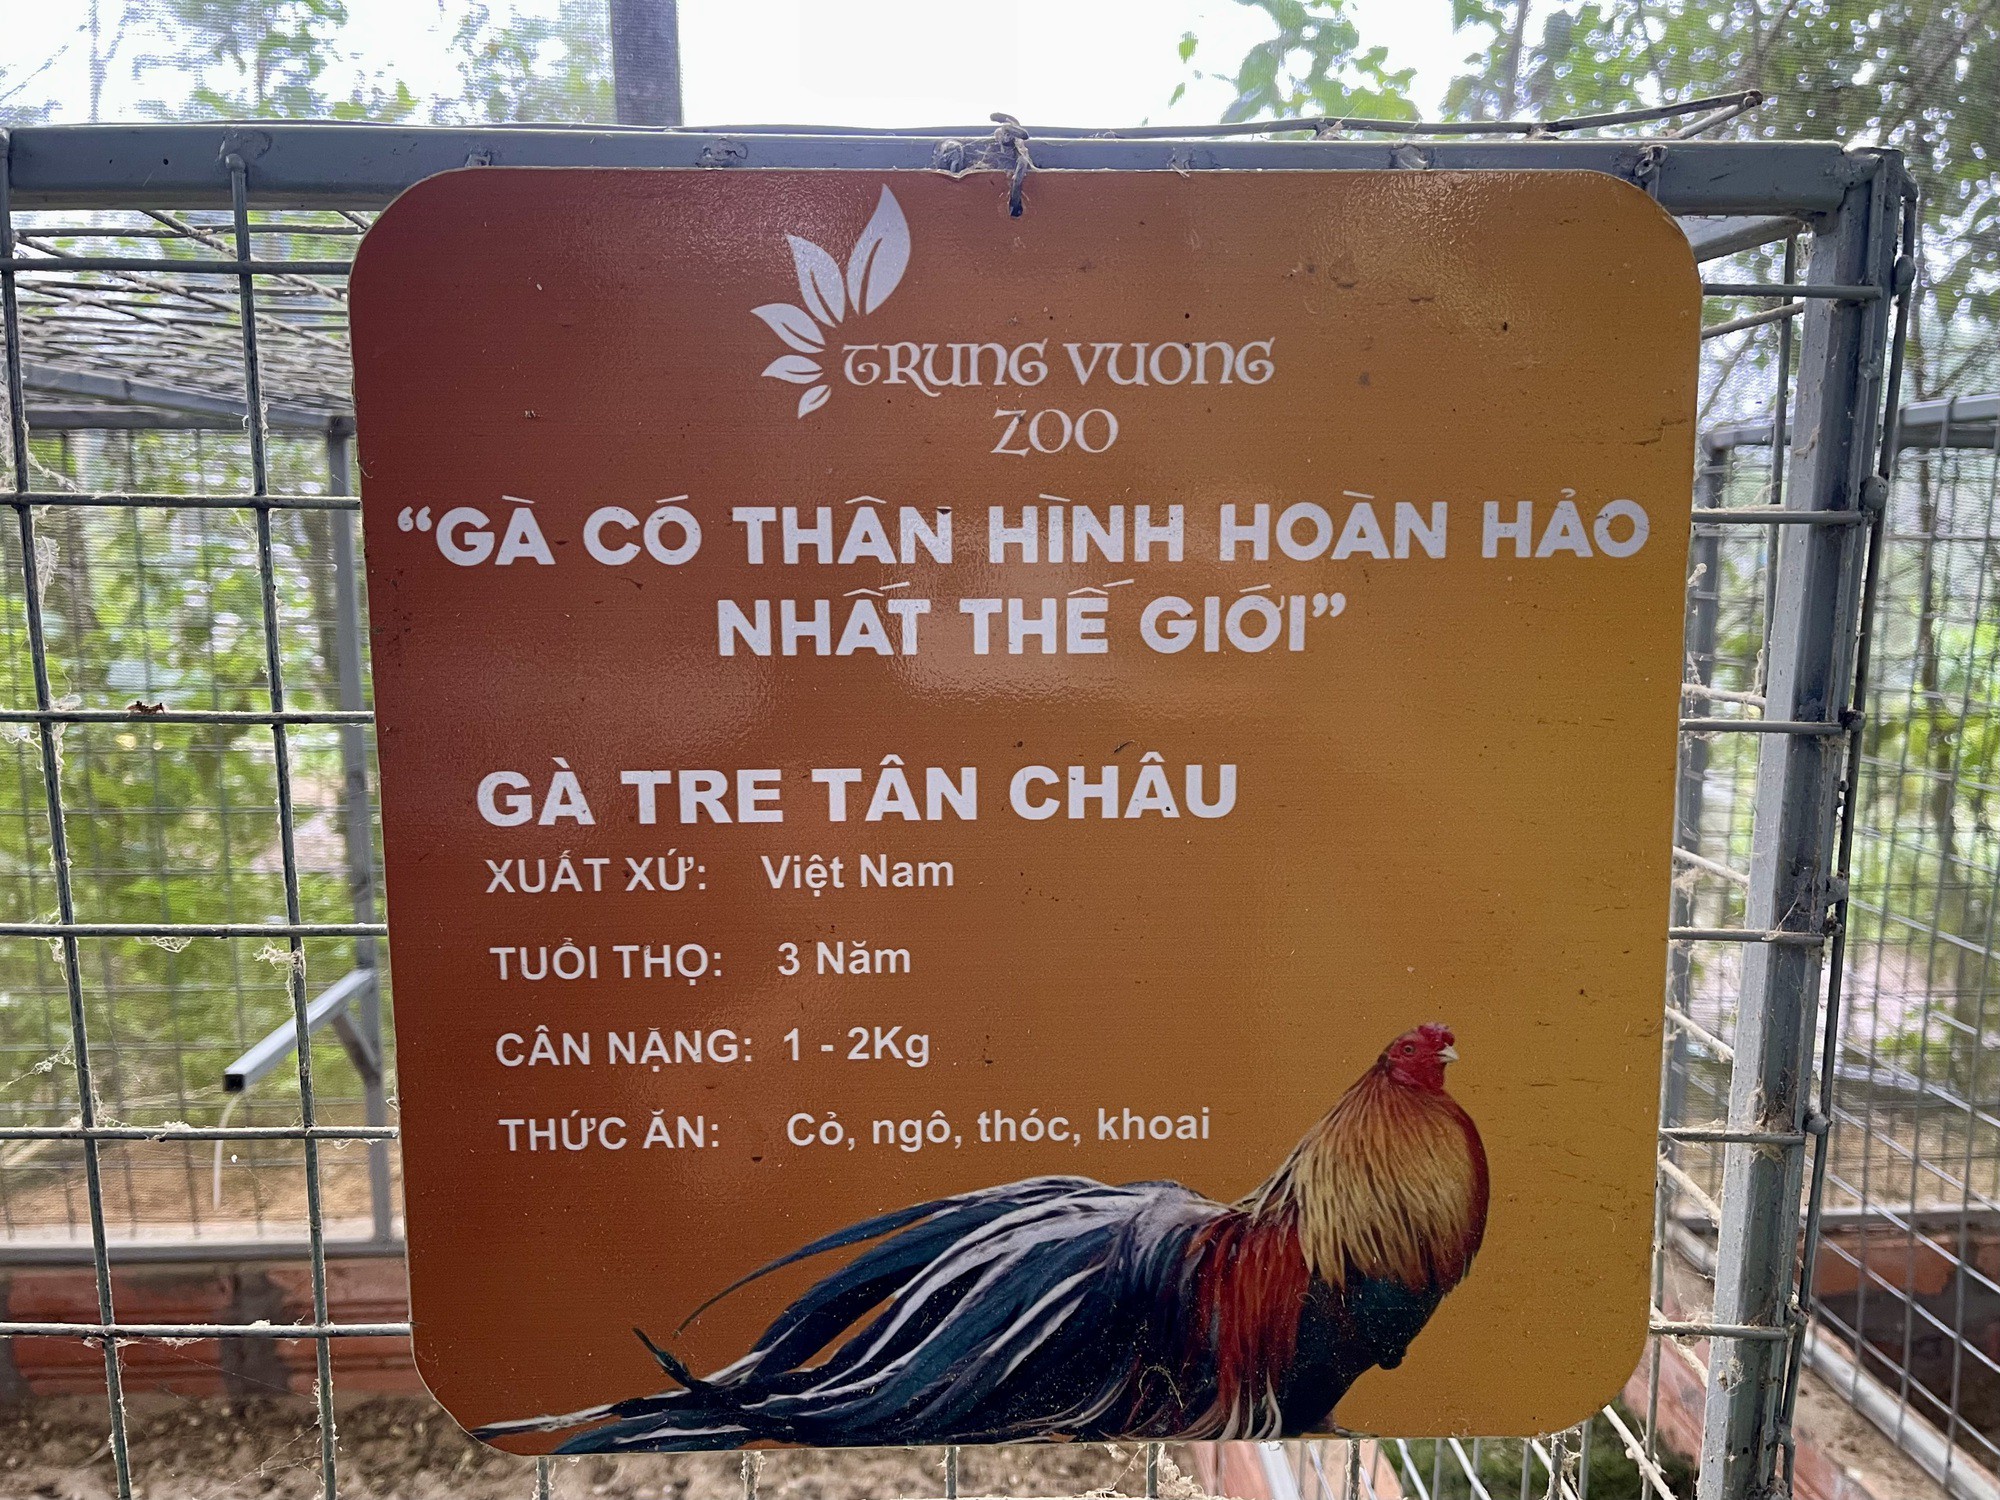 TRUNG VUONG
ZOO
“GÀ CÓ THÂN HÌNH HOÀN HẢO
NHẤT THẾ GIỚI”
GÀ TRE TÂN CHÂU
XUẤT XỨ: Việt Nam
TUỔI THỌ: 3 Năm
CÂN NẶNG: 1 - 2Kg
THỨC ĂN: Cỏ, ngô, thóc, khoai